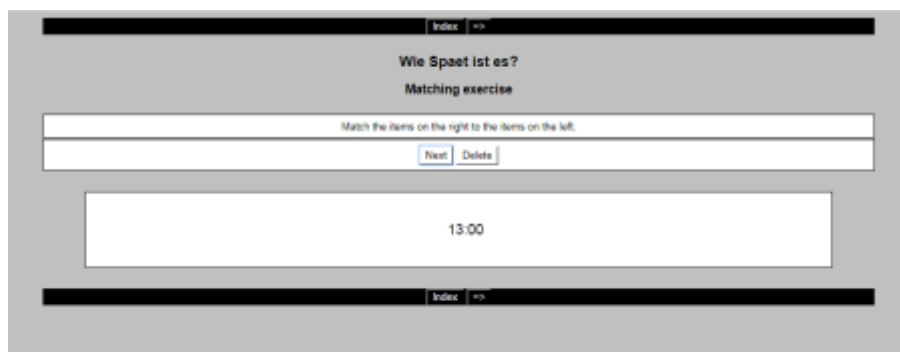 Index =>
Wie Spaet ist es?
Matching exercise
Match the items on the right to the items on the left.
Next Delete
13:00
Index =>